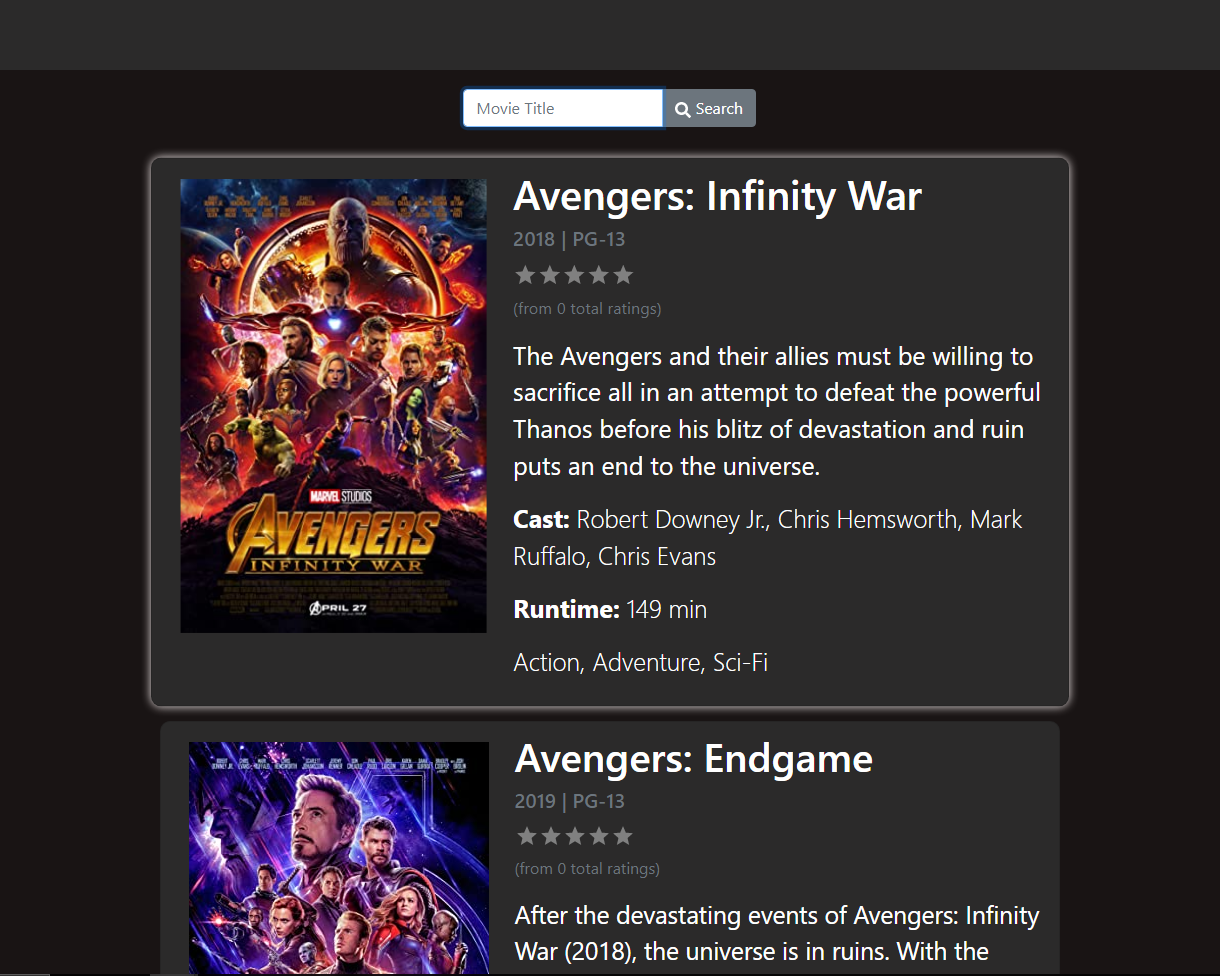 Movie Title
Search
Avengers: Infinity War
2018 | PG-13
(from 0 total ratings)
The Avengers and their allies must be willing to
sacrifice all in an attempt to defeat the powerful
Thanos before his blitz of devastation and ruin
puts an end to the universe.
Cast: Robert Downey Jr., Chris Hemsworth, Mark
Ruffalo, Chris Evans
Runtime: 149 min
Action, Adventure, Sci-Fi
MARVEL STUDIOS
AVENGERS
INFINITY WAR
APRIL 27
Avengers: Endgame
2019 | PG-13
(from 0 total ratings)
After the devastating events of Avengers: Infinity
War (2018), the universe is in ruins. With the